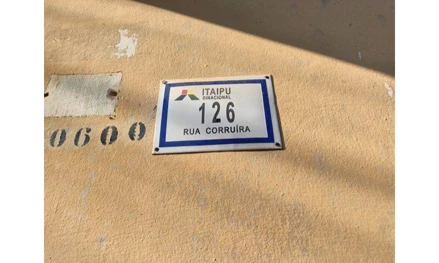 ITAIPU
BINACIONAL
126
RUA CORRUÍRA
0600